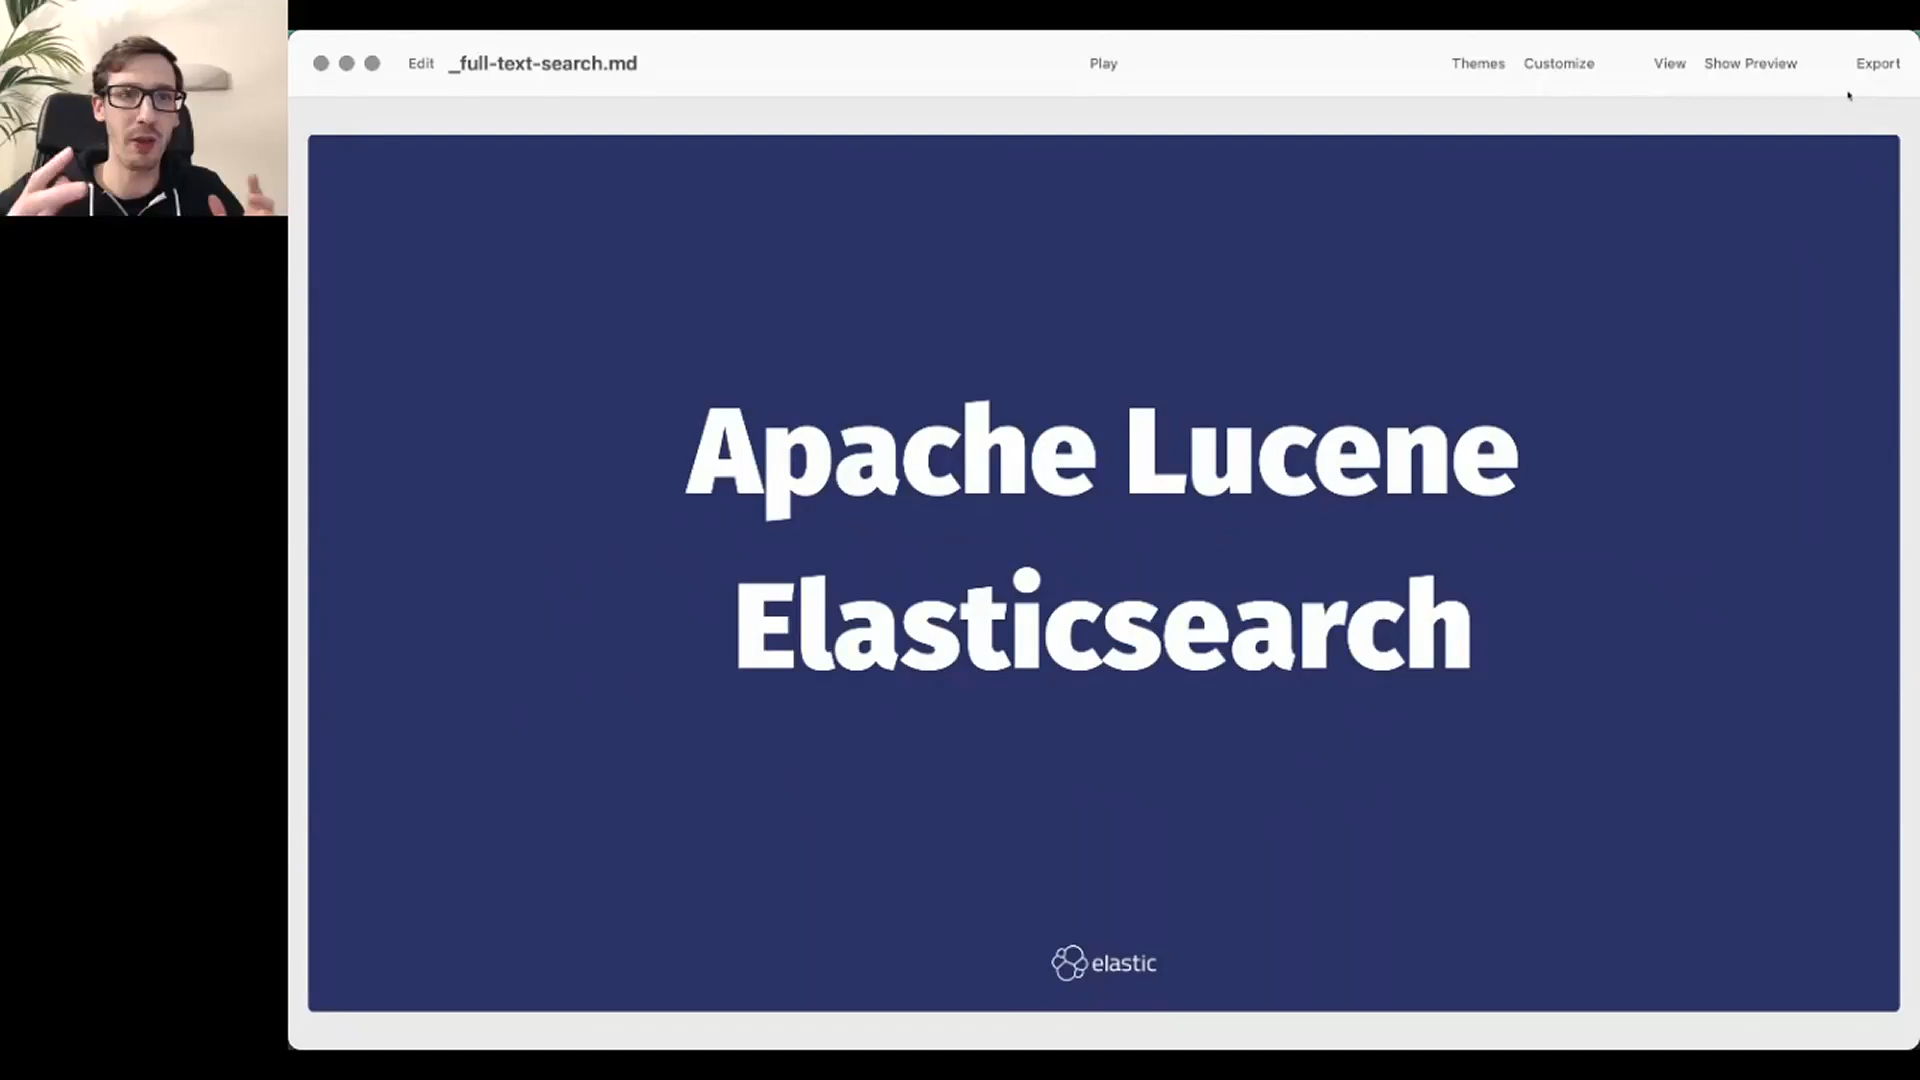 Edit _full-text-search.md Play Themes Customize View Show Preview Export
Apache Lucene
Elasticsearch
elastic